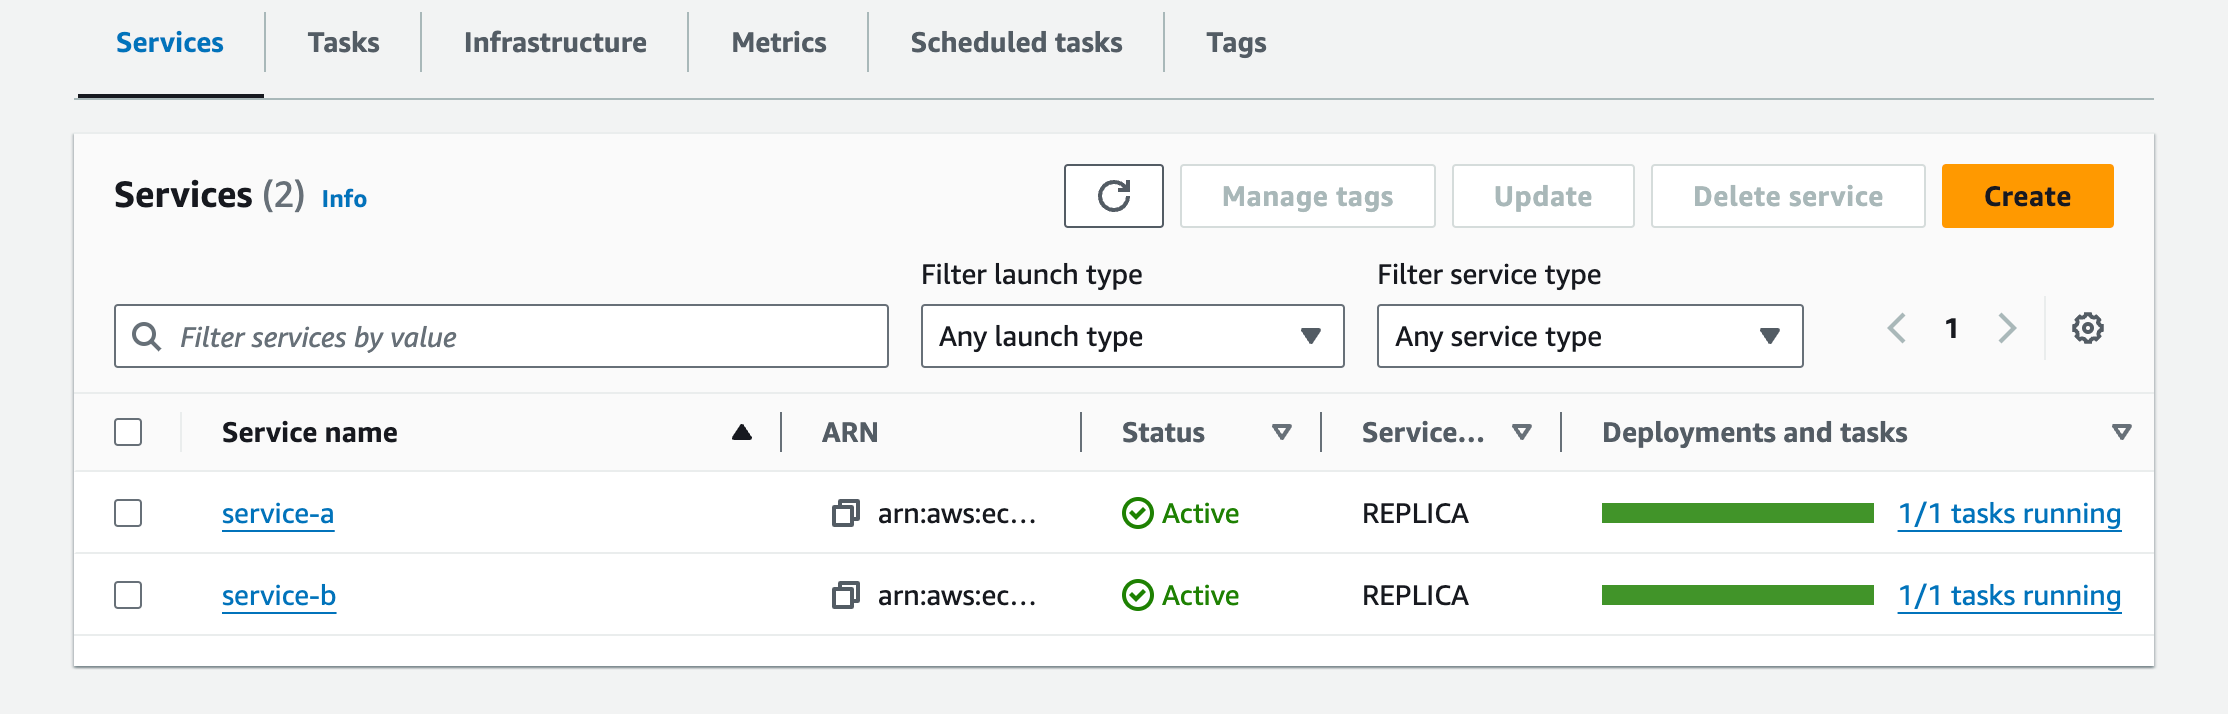 Services Tasks Infrastructure Metrics Scheduled tasks Tags
Services (2) Info
Manage tags Update Delete service Create
Filter launch type Filter service type
Filter services by value Any launch type Any service type 1
Service name ARN Status Service... Deployments and tasks
service-a arn:aws:ec... Active REPLICA 1/1 tasks running
service-b arn:aws:ec... Active REPLICA 1/1 tasks running